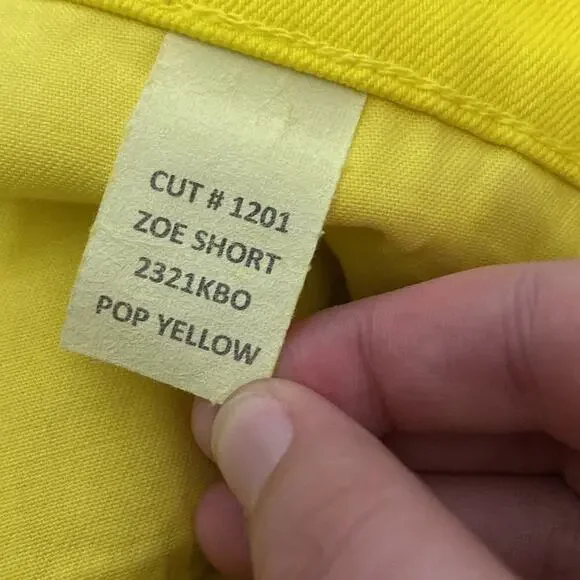 CUT # 1201
ZOE SHORT
2321KBO
POP YELLOW